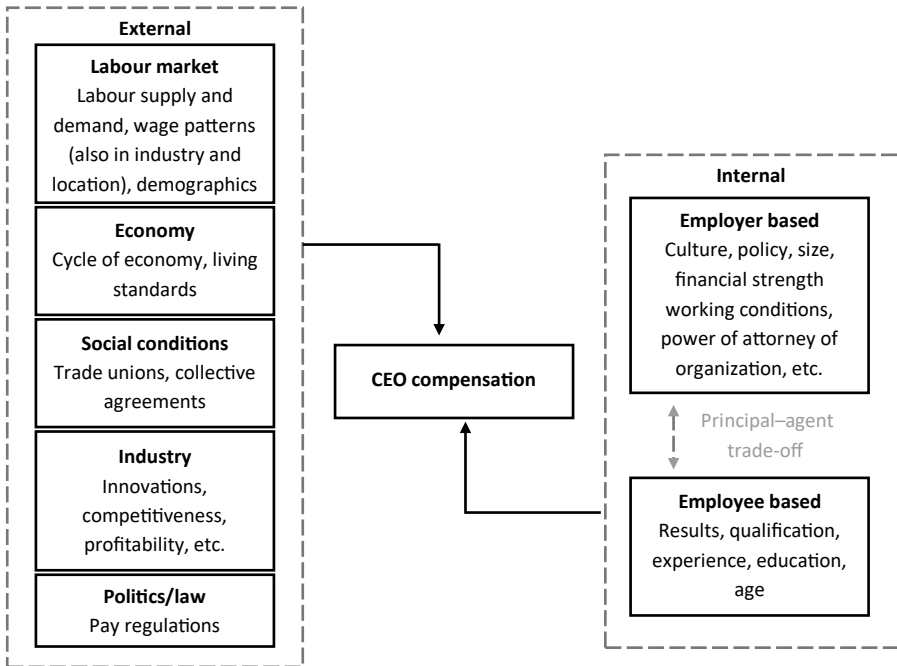 External
Labour market
Labour supply and
demand, wage patterns
(also in industry and
location), demographics
Economy
Cycle of economy, living
standards
Social conditions
Trade unions, collective
agreements
Industry
Innovations,
competitiveness,
profitability, etc.
Politics/law
Pay regulations
CEO compensation
Internal
Employer based
Culture, policy, size,
financial strength
working conditions,
power of attorney of
organization, etc.
Principal–agent
trade-off
Employee based
Results, qualification,
experience, education,
age